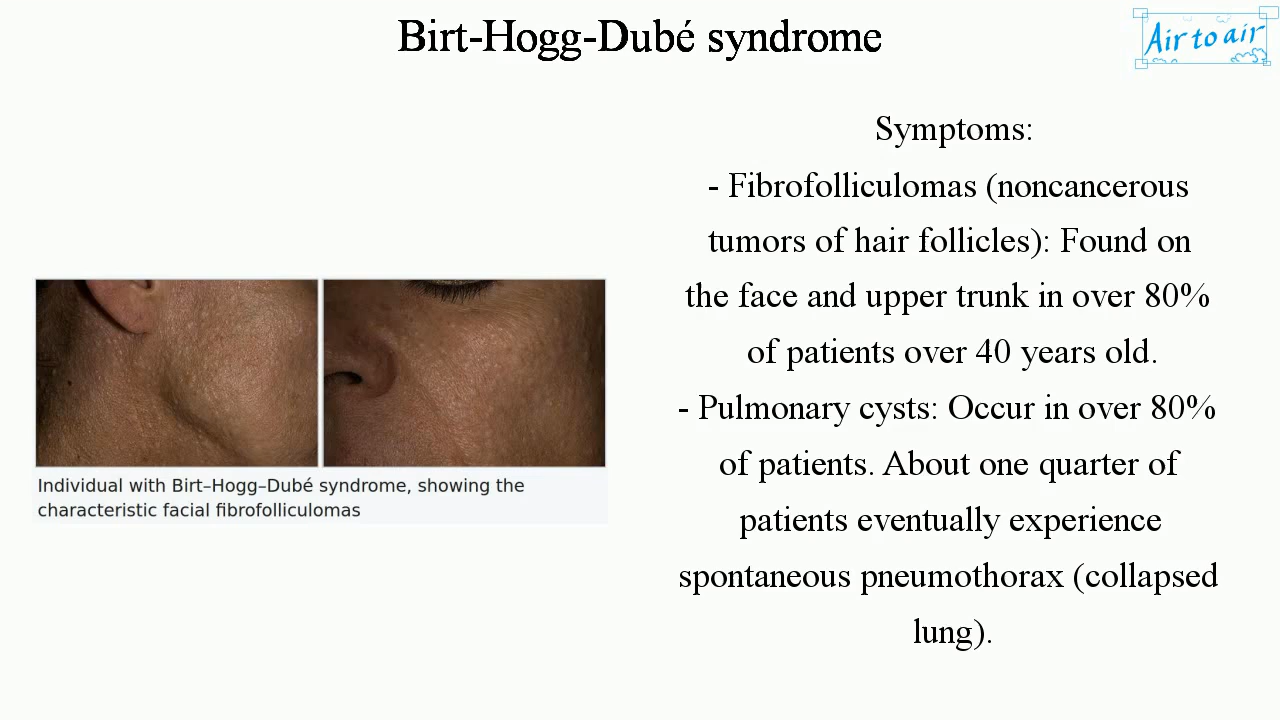 Birt-Hogg-Dubé syndrome
Air to air
Symptoms:
- Fibrofolliculomas (noncancerous
tumors of hair follicles): Found on
the face and upper trunk in over 80%
of patients over 40 years old.
- Pulmonary cysts: Occur in over 80%
of patients. About one quarter of
patients eventually experience
spontaneous pneumothorax (collapsed
lung).
Individual with Birt–Hogg–Dubé syndrome, showing the
characteristic facial fibrofolliculomas